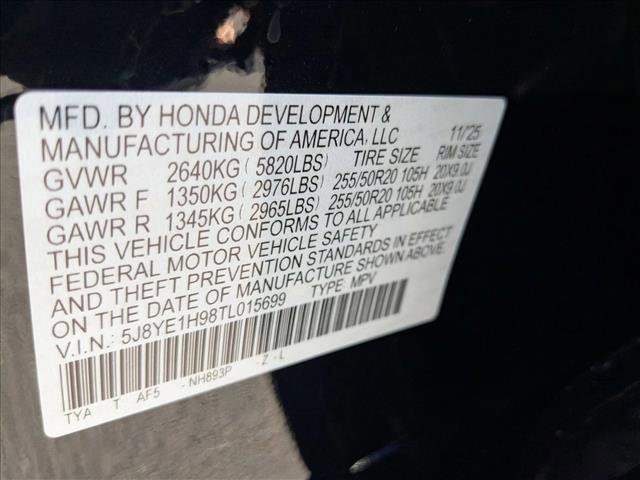 MFD. BY HONDA DEVELOPMENT &
MANUFACTURING OF AMERICA, LLC 11/25
GVWR 2640KG ( 5820LBS) TIRE SIZE RIM SIZE
GAWR F 1350KG ( 2976LBS) 255/50R20 105H 20X9.0J
GAWR R 1345KG ( 2965LBS) 255/50R20 105H 20X9.0J
THIS VEHICLE CONFORMS TO ALL APPLICABLE
FEDERAL MOTOR VEHICLE SAFETY
AND THEFT PREVENTION STANDARDS IN EFFECT
ON THE DATE OF MANUFACTURE SHOWN ABOVE.
V.I.N.: 5J8YE1H98TL015699 TYPE: MPV
TYA T AF5 - NH893P - Z - L